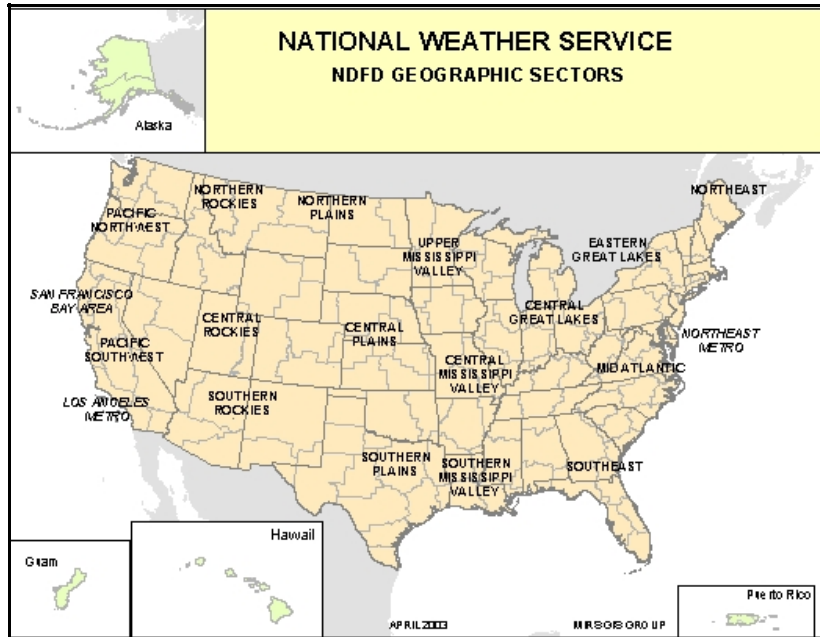 NATIONAL WEATHER SERVICE
NDFD GEOGRAPHIC SECTORS
Alaska
NORTHERN
ROCKIES
NORTHERN
PLAINS
NORTHEAST
PACIFIC
NORTHWEST
UPPER
MISSISSIPPI
VALLEY
EASTERN
GREAT LAKES
SAN FRANCISCO
BAY AREA
CENTRAL
ROCKIES
CENTRAL
PLAINS
CENTRAL
GREAT LAKES
NORTHEAST
METRO
PACIFIC
SOUTHWEST
CENTRAL
MISSISSIPPI
VALLEY
MID ATLANTIC
LOS ANGELES
METRO
SOUTHERN
ROCKIES
SOUTHERN
PLAINS
SOUTHERN
MISSISSIPPI
VALLEY
SOUTHEAST
Guam
Hawaii
Puerto Rico
APRIL 2003
MIRS GIS GROUP